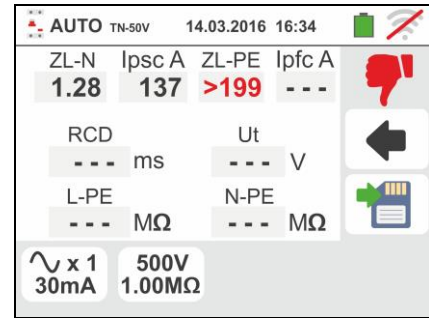 AUTO TN-50V 14.03.2016 16:34
ZL-N Ipsc A ZL-PE Ipfc A
1.28 137 >199 - - -
RCD Ut
- - - ms - - - V
L-PE N-PE
- - - MΩ - - - MΩ
x 1 500V
30mA 1.00MΩ